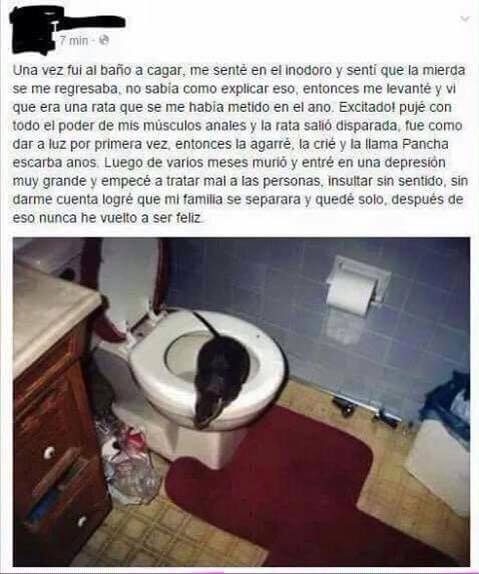 7 min
Una vez fui al baño a cagar, me senté en el inodoro y sentí que la mierda
se me regresaba, no sabía como explicar eso, entonces me levanté y vi
que era una rata que se me había metido en el ano. Excitado! pujé con
todo el poder de mis músculos anales y la rata salió disparada, fue como
dar a luz por primera vez, entonces la agarré, la crié y la llama Pancha
escarba anos. Luego de varios meses murió y entré en una depresión
muy grande y empecé a tratar mal a las personas, insultar sin sentido, sin
darme cuenta logré que mi familia se separara y quedé solo, después de
eso nunca he vuelto a ser feliz.